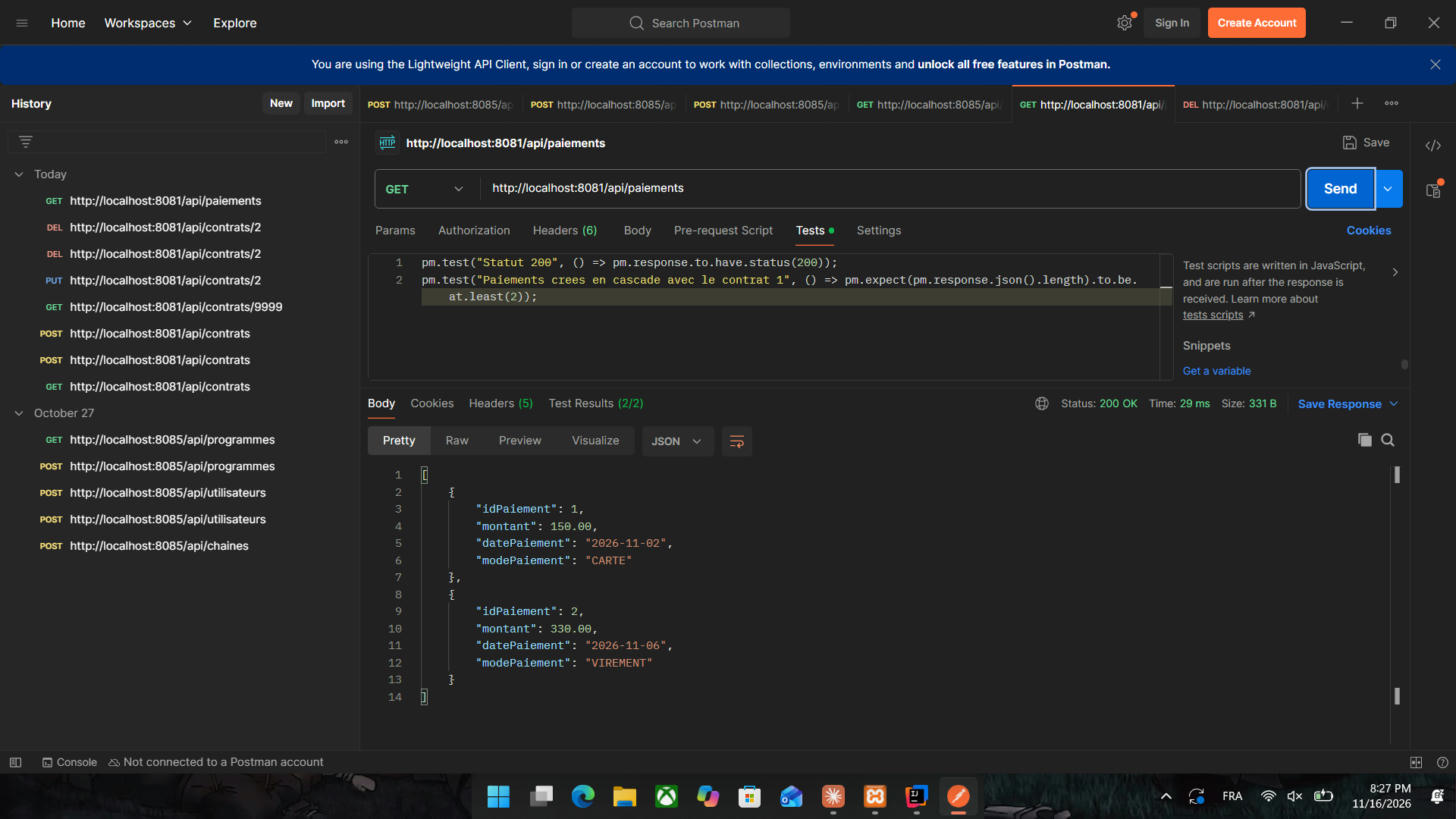 Home Workspaces Explore
Search Postman
Sign In
Create Account
You are using the Lightweight API Client, sign in or create an account to work with collections, environments and unlock all free features in Postman.
History
New Import
POST http://localhost:8085/ap
POST http://localhost:8085/ap
POST http://localhost:8085/ap
GET http://localhost:8085/api/
GET http://localhost:8081/api/
DEL http://localhost:8081/api/
HTTP http://localhost:8081/api/paiements
Save
Today
GET http://localhost:8081/api/paiements
DEL http://localhost:8081/api/contrats/2
DEL http://localhost:8081/api/contrats/2
PUT http://localhost:8081/api/contrats/2
GET http://localhost:8081/api/contrats/9999
POST http://localhost:8081/api/contrats
POST http://localhost:8081/api/contrats
GET http://localhost:8081/api/contrats
October 27
GET http://localhost:8085/api/programmes
POST http://localhost:8085/api/programmes
POST http://localhost:8085/api/utilisateurs
POST http://localhost:8085/api/utilisateurs
POST http://localhost:8085/api/chaines
GET http://localhost:8081/api/paiements
Send
Params Authorization Headers (6) Body Pre-request Script Tests Settings
Cookies
1 pm.test("Statut 200", () => pm.response.to.have.status(200));
2 pm.test("Paiements crees en cascade avec le contrat 1", () => pm.expect(pm.response.json().length).to.be.
at.least(2));
Test scripts are written in JavaScript,
and are run after the response is
received. Learn more about
tests scripts ↗
Snippets
Get a variable
Body Cookies Headers (5) Test Results (2/2)
Status: 200 OK Time: 29 ms Size: 331 B Save Response
Pretty Raw Preview Visualize JSON
1 [
2 {
3 "idPaiement": 1,
4 "montant": 150.00,
5 "datePaiement": "2026-11-02",
6 "modePaiement": "CARTE"
7 },
8 {
9 "idPaiement": 2,
10 "montant": 330.00,
11 "datePaiement": "2026-11-06",
12 "modePaiement": "VIREMENT"
13 }
14 ]
Console Not connected to a Postman account
FRA
8:27 PM
11/16/2026